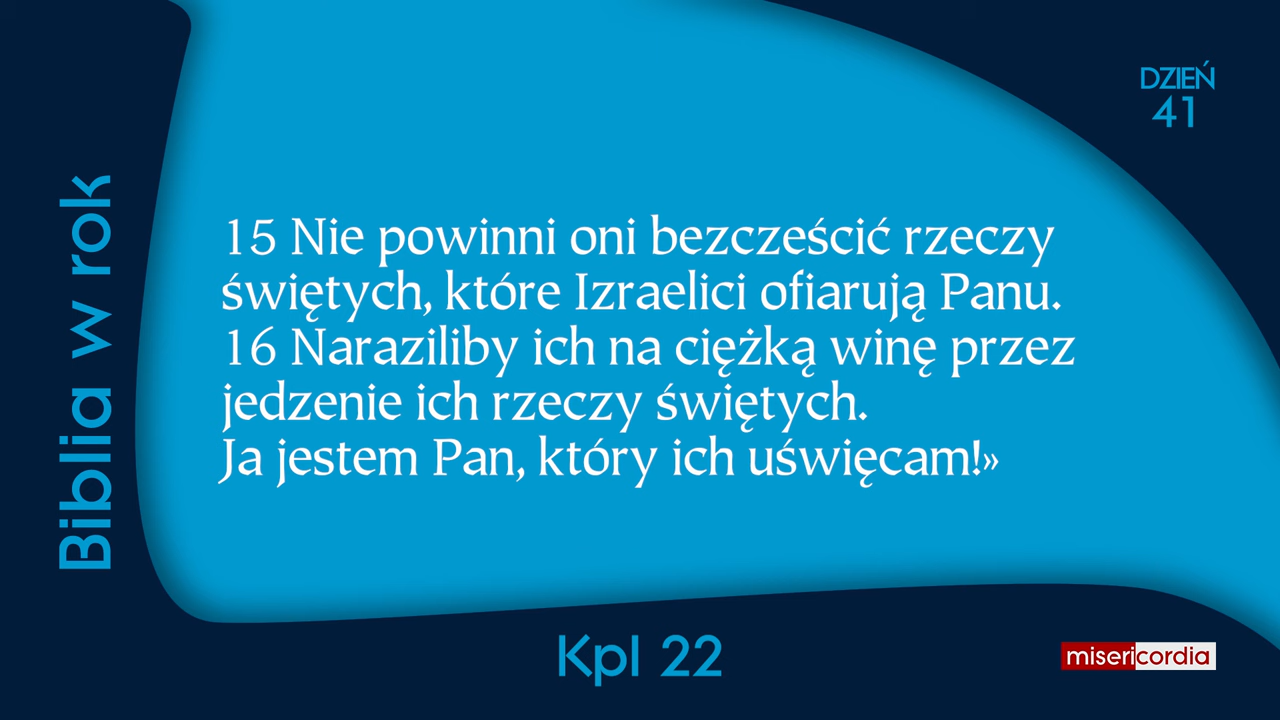 DZIEŃ
41
Biblia w rok
15 Nie powinni oni bezcześcić rzeczy
świętych, które Izraelici ofiarują Panu.
16 Naraziliby ich na ciężką winę przez
jedzenie ich rzeczy świętych.
Ja jestem Pan, który ich uświęcam!»
Kpl 22
misericordia